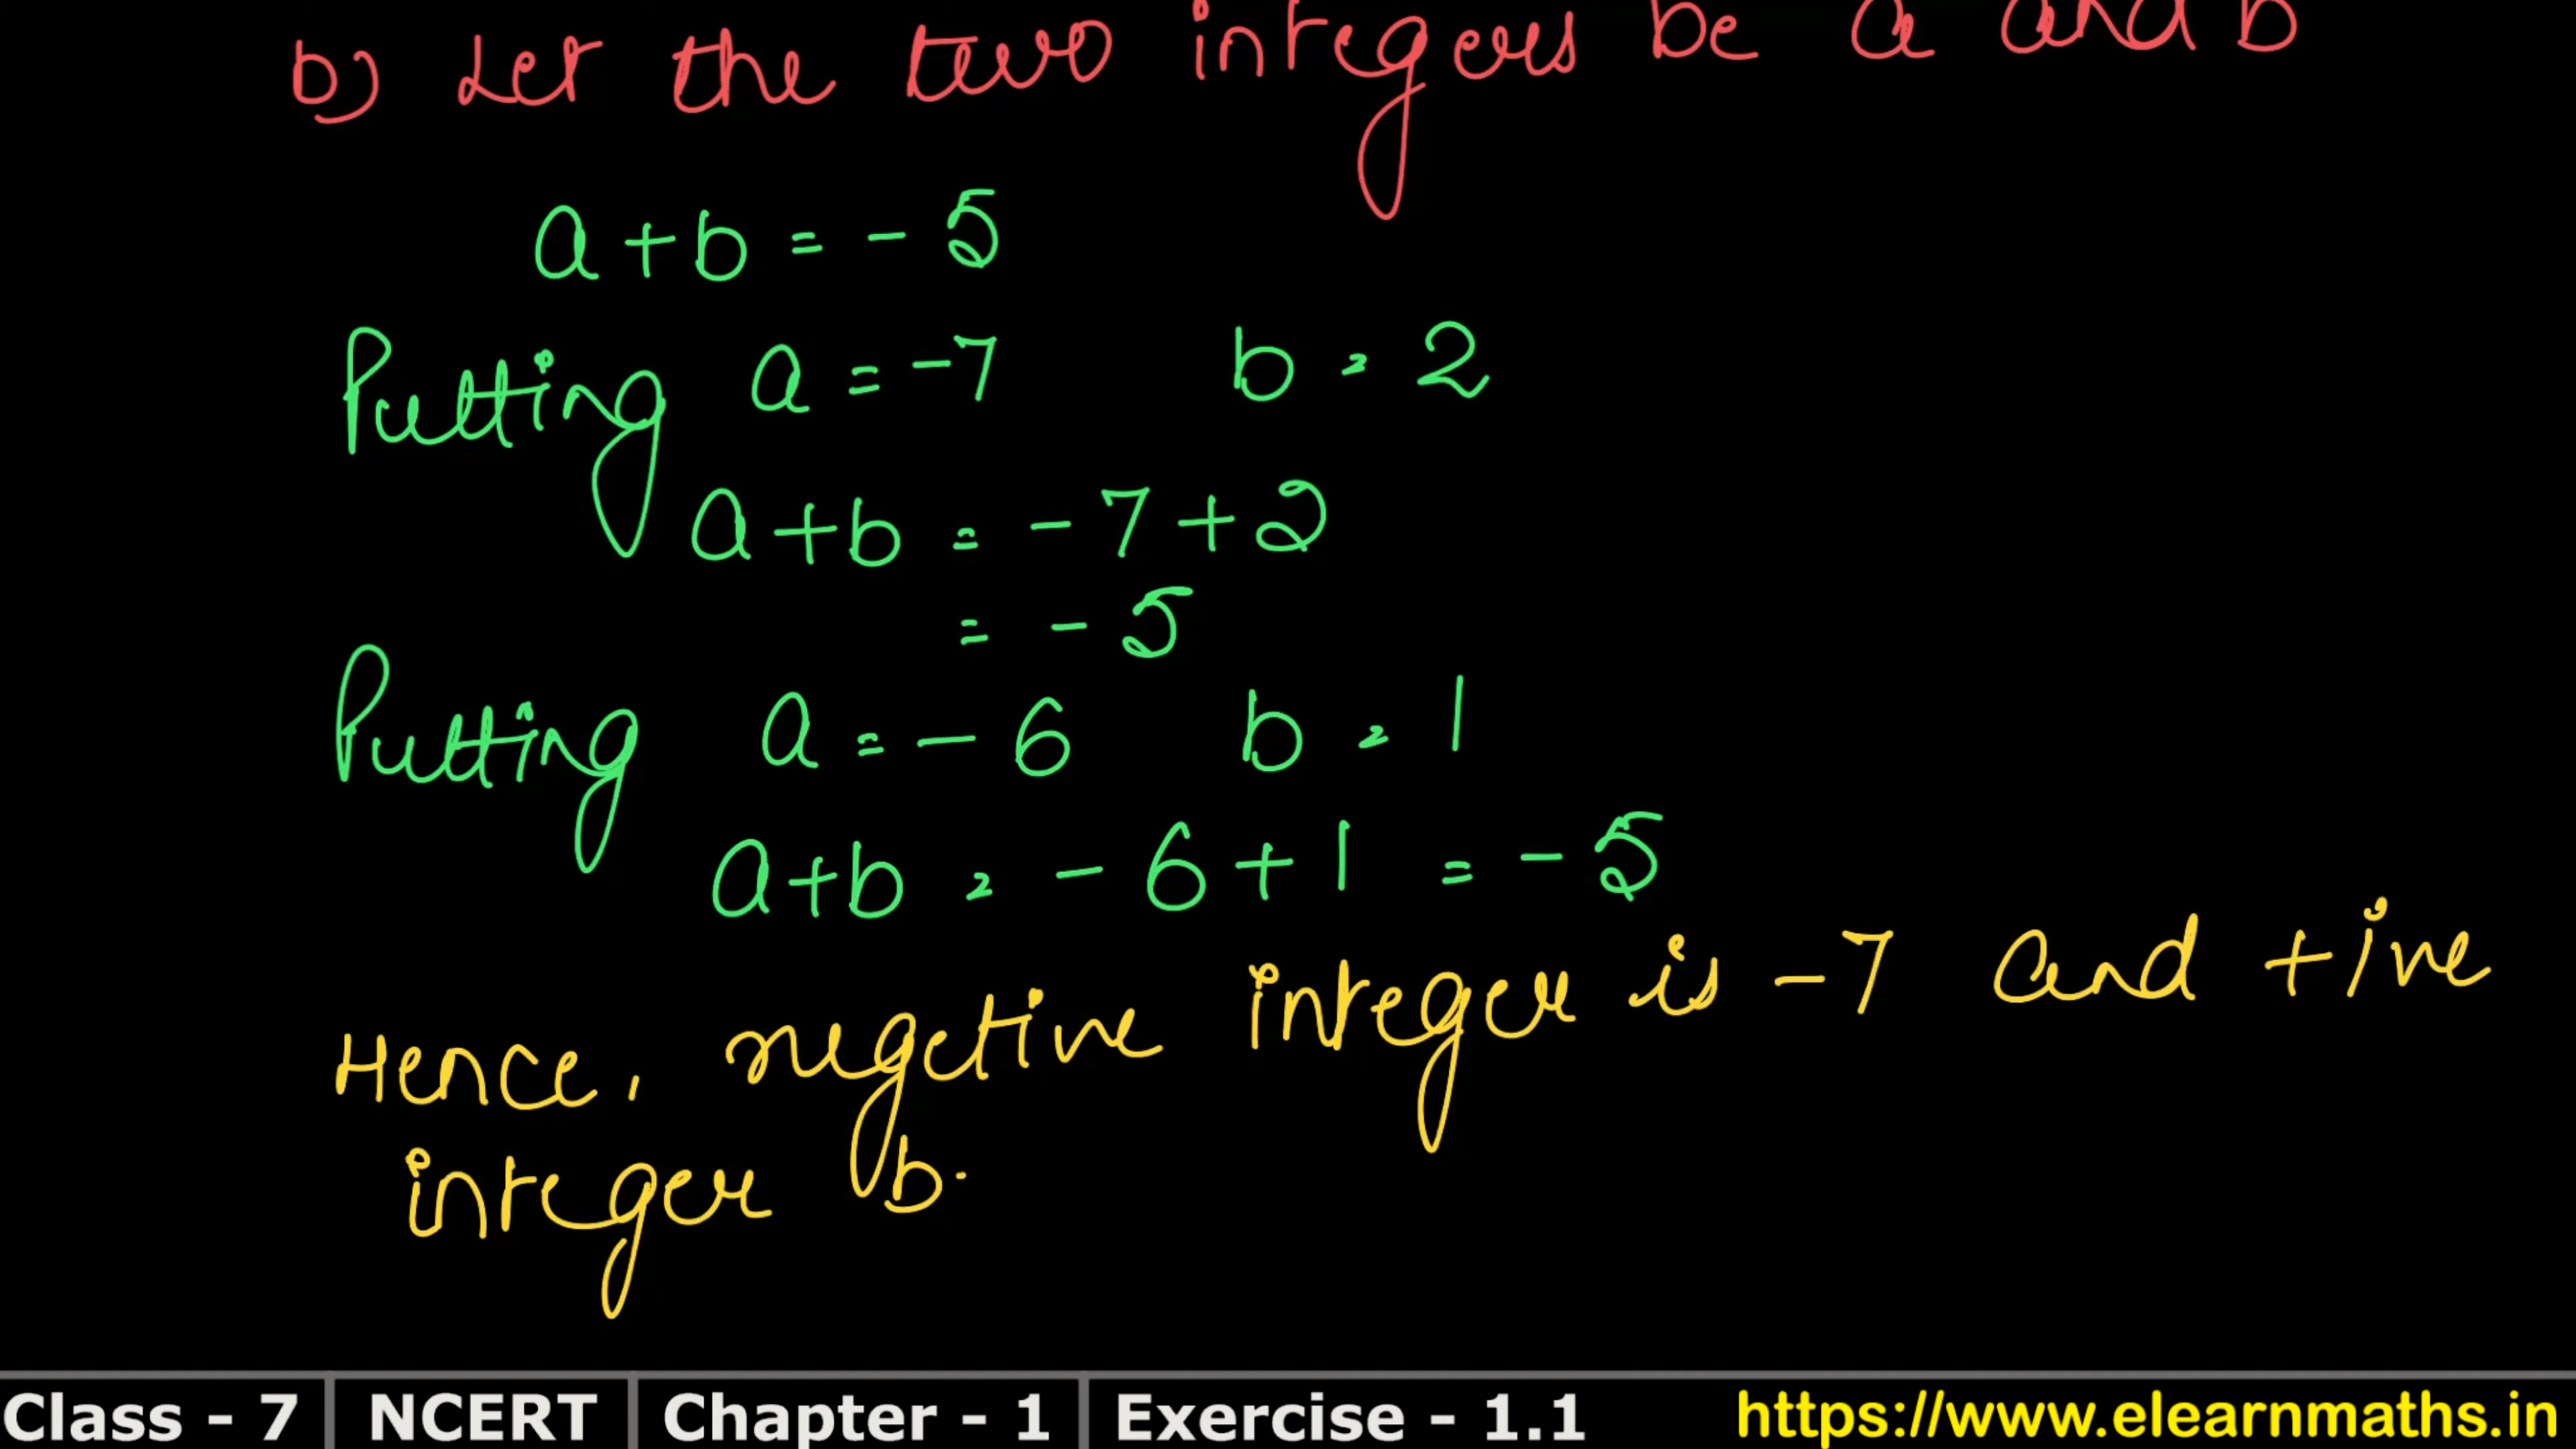 b) Let the two integers be a and b
a + b = - 5
Putting a = -7 b = 2
a + b = - 7 + 2
= - 5
Putting a = - 6 b = 1
a + b = - 6 + 1 = - 5
Hence, negetive integer is -7 and +ive
integer b.
Class - 7 NCERT Chapter - 1 Exercise - 1.1 https://www.elearnmaths.in